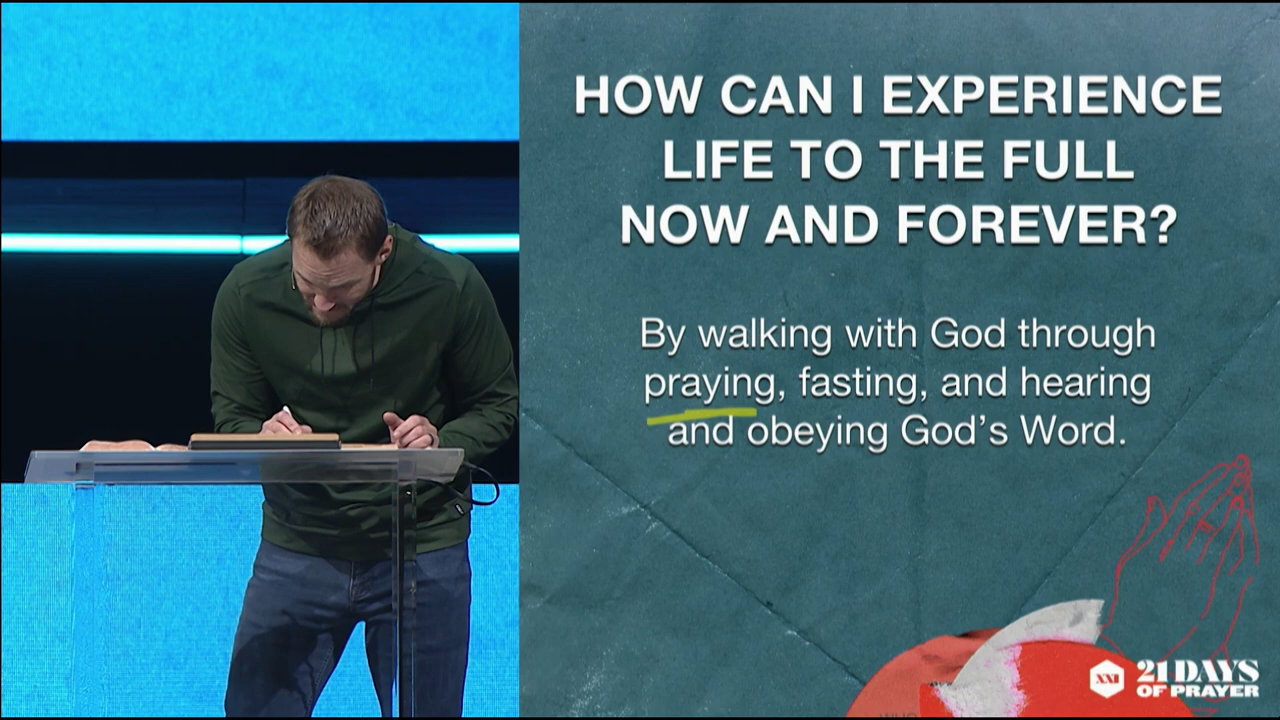 HOW CAN I EXPERIENCE
LIFE TO THE FULL
NOW AND FOREVER?
By walking with God through
praying, fasting, and hearing
and obeying God's Word.
XXI
21 DAYS
OF PRAYER